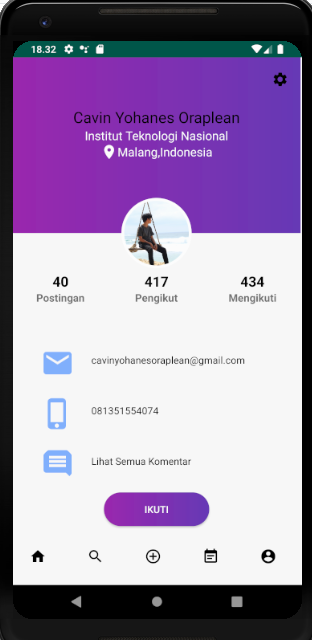 18.32
Cavin Yohanes Oraplean
Institut Teknologi Nasional
Malang,Indonesia
40 417 434
Postingan Pengikut Mengikuti
cavinyohanesoraplean@gmail.com
081351554074
Lihat Semua Komentar
IKUTI